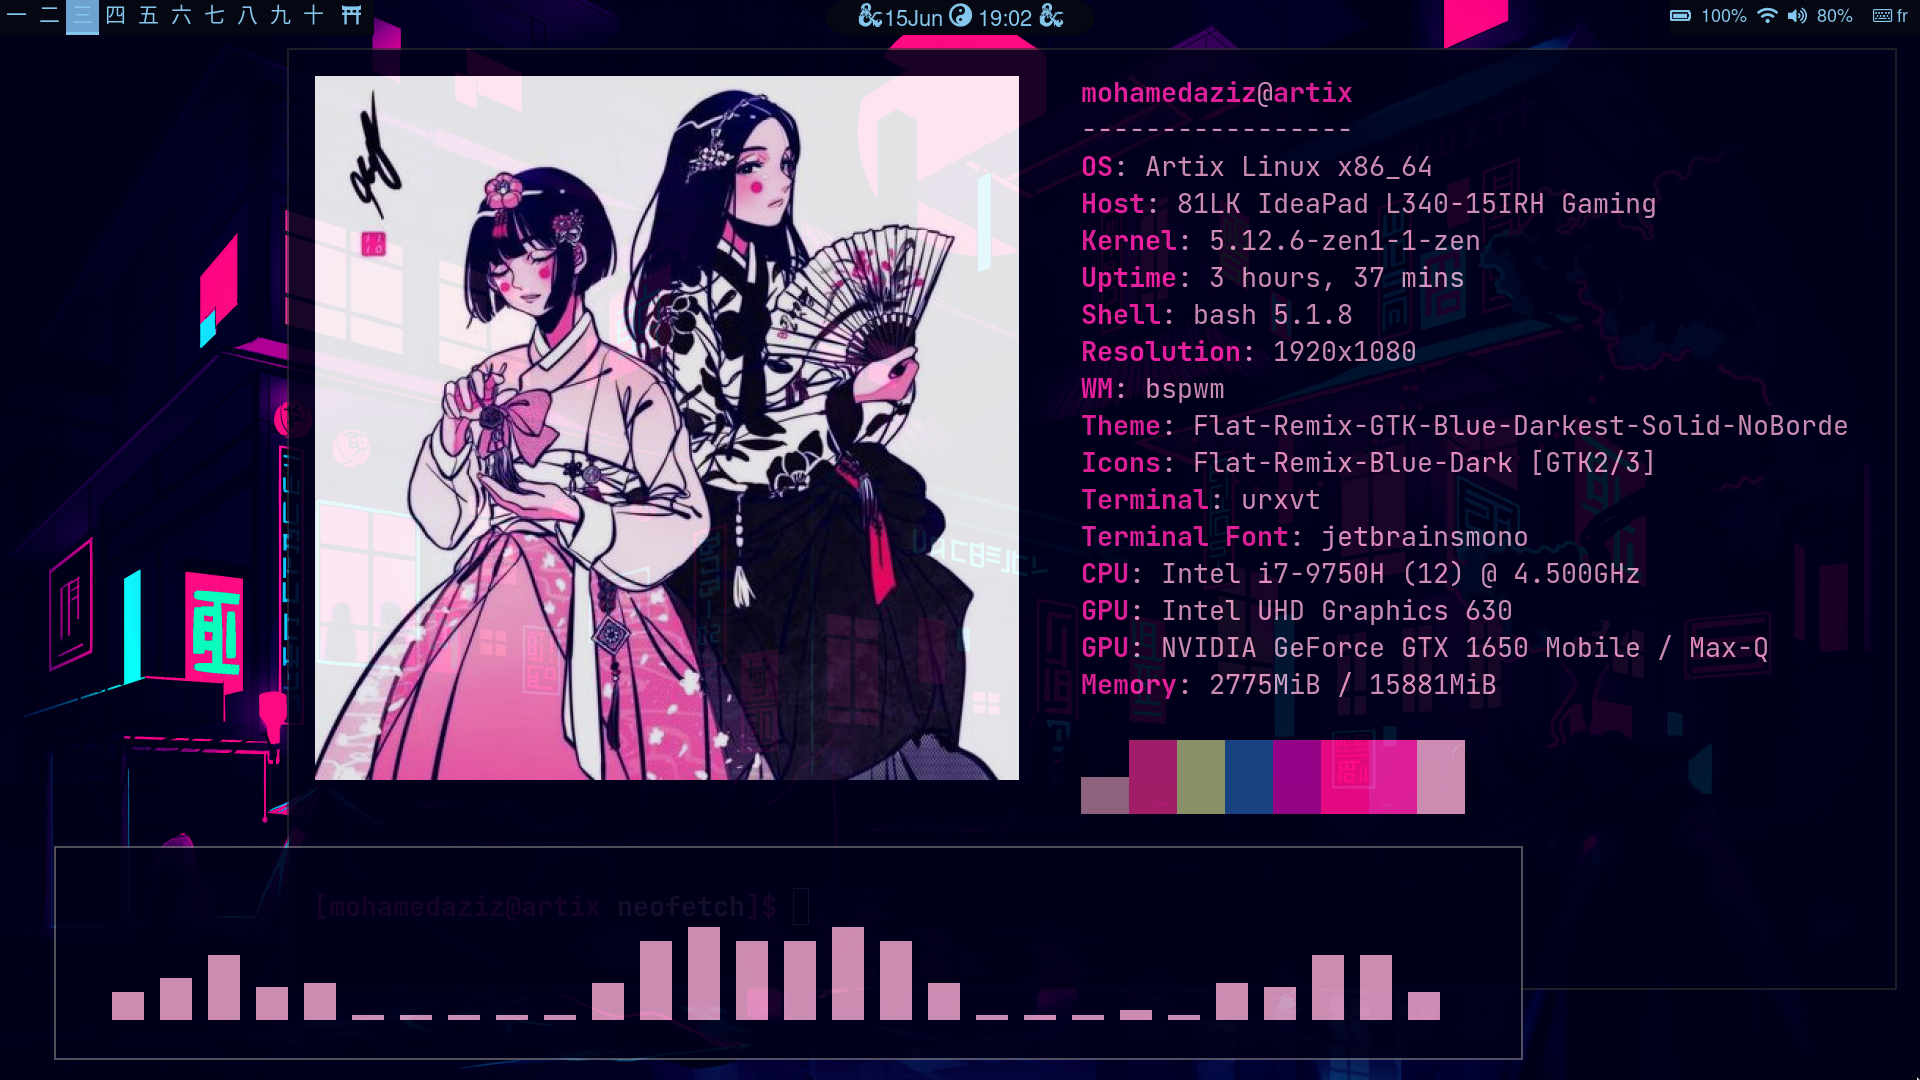 一 二 三 四 五 六 七 八 九 十
15Jun 19:02
100% 80% fr
mohamedaziz@artix
-----------------
OS: Artix Linux x86_64
Host: 81LK IdeaPad L340-15IRH Gaming
Kernel: 5.12.6-zen1-1-zen
Uptime: 3 hours, 37 mins
Shell: bash 5.1.8
Resolution: 1920x1080
WM: bspwm
Theme: Flat-Remix-GTK-Blue-Darkest-Solid-NoBorde
Icons: Flat-Remix-Blue-Dark [GTK2/3]
Terminal: urxvt
Terminal Font: jetbrainsmono
CPU: Intel i7-9750H (12) @ 4.500GHz
GPU: Intel UHD Graphics 630
GPU: NVIDIA GeForce GTX 1650 Mobile / Max-Q
Memory: 2775MiB / 15881MiB
[mohamedaziz@artix neofetch]$